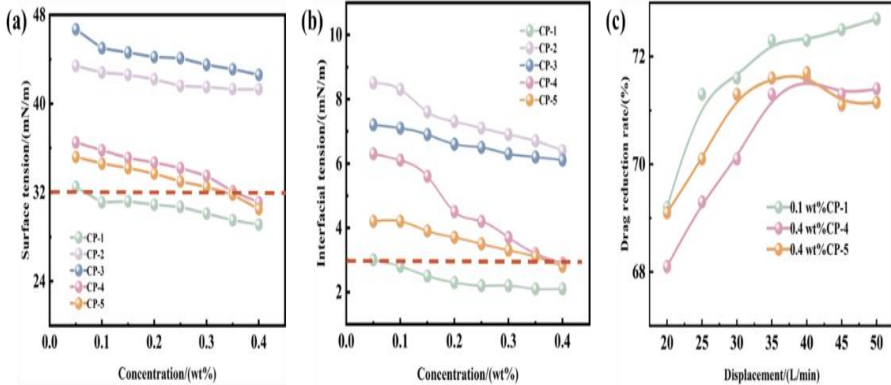 (a)
48
40
32
24
Surface tension/(mN/m)
CP-1
CP-2
CP-3
CP-4
CP-5
0.0 0.1 0.2 0.3 0.4
Concentration/(wt%)
(b)
10
8
6
4
2
Interfacial tension/(mN/m)
CP-1
CP-2
CP-3
CP-4
CP-5
0.0 0.1 0.2 0.3 0.4
Concentration/(wt%)
(c)
72
70
68
Drag reduction rate/(%)
0.1 wt%CP-1
0.4 wt%CP-4
0.4 wt%CP-5
20 25 30 35 40 45 50
Displacement/(L/min)